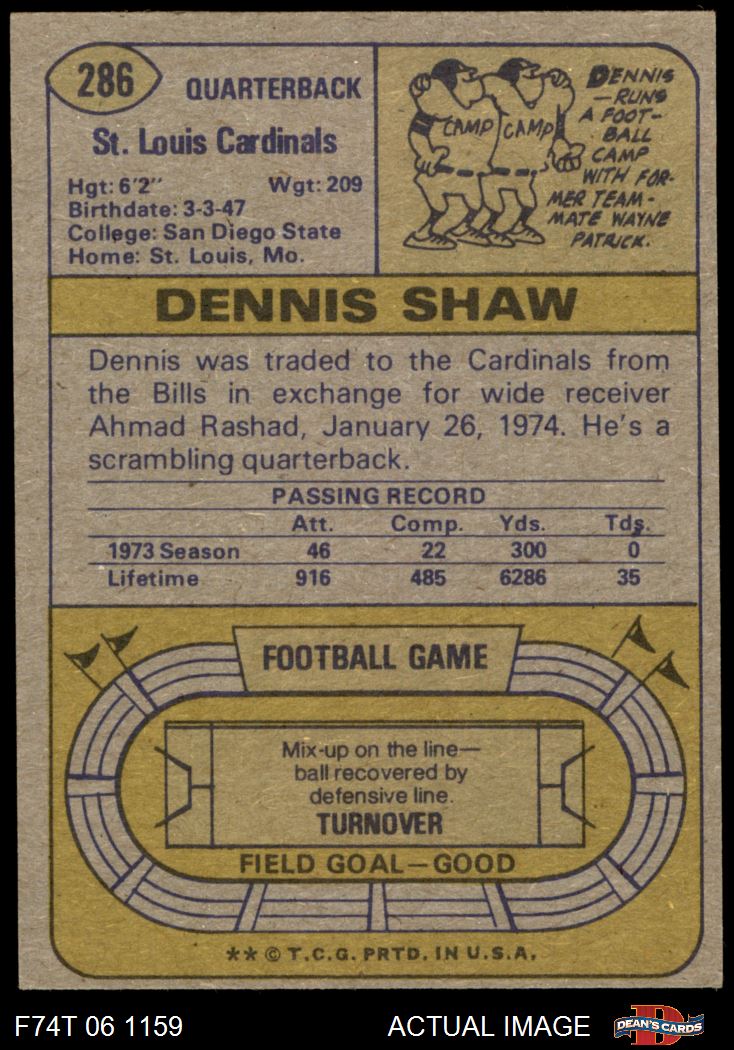 286
QUARTERBACK
St. Louis Cardinals
Hgt: 6'2" Wgt: 209
Birthdate: 3-3-47
College: San Diego State
Home: St. Louis, Mo.
CAMP CAMP
DENNIS
—RUNS
A FOOT-
BALL
CAMP
WITH FOR-
MER TEAM-
MATE WAYNE
PATRICK.
DENNIS SHAW
Dennis was traded to the Cardinals from
the Bills in exchange for wide receiver
Ahmad Rashad, January 26, 1974. He's a
scrambling quarterback.
PASSING RECORD
Att. Comp. Yds. Tds.
1973 Season 46 22 300 0
Lifetime 916 485 6286 35
FOOTBALL GAME
Mix-up on the line—
ball recovered by
defensive line.
TURNOVER
FIELD GOAL—GOOD
** © T.C.G. PRTD. IN U.S.A.
F74T 06 1159 ACTUAL IMAGE
D
DEAN'S CARDS